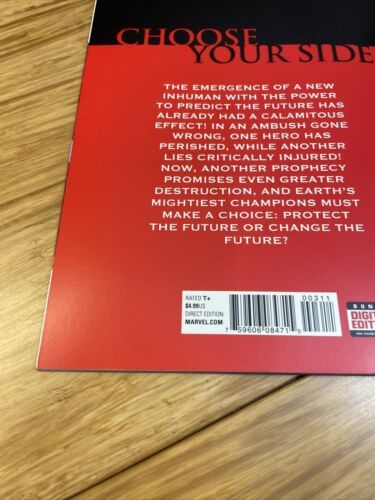 CHOOSE
YOUR SIDE
THE EMERGENCE OF A NEW
INHUMAN WITH THE POWER
TO PREDICT THE FUTURE HAS
ALREADY HAD A CALAMITOUS
EFFECT! IN AN AMBUSH GONE
WRONG, ONE HERO HAS
PERISHED, WHILE ANOTHER
LIES CRITICALLY INJURED!
NOW, ANOTHER PROPHECY
PROMISES EVEN GREATER
DESTRUCTION, AND EARTH'S
MIGHTIEST CHAMPIONS MUST
MAKE A CHOICE: PROTECT
THE FUTURE OR CHANGE THE
FUTURE?
RATED T+
$4.99US
DIRECT EDITION
MARVEL.COM
00311
7 59606 08471 5
BON
DIGIT
EDITI